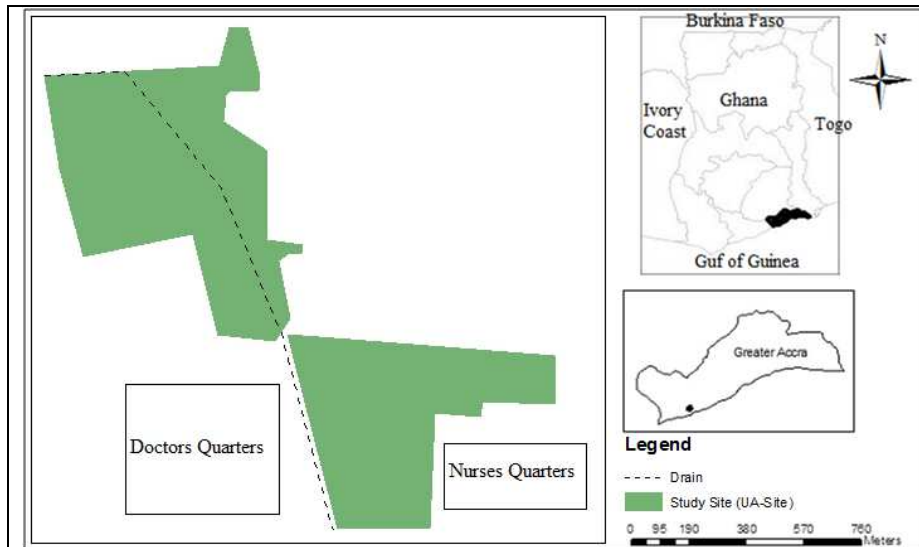 Burkina Faso
N
Ivory
Coast
Ghana
Togo
Guf of Guinea
Greater Accra
Doctors Quarters
Nurses Quarters
Legend
Drain
Study Site (UA-Site)
0 95 190 380 570 760
Meters